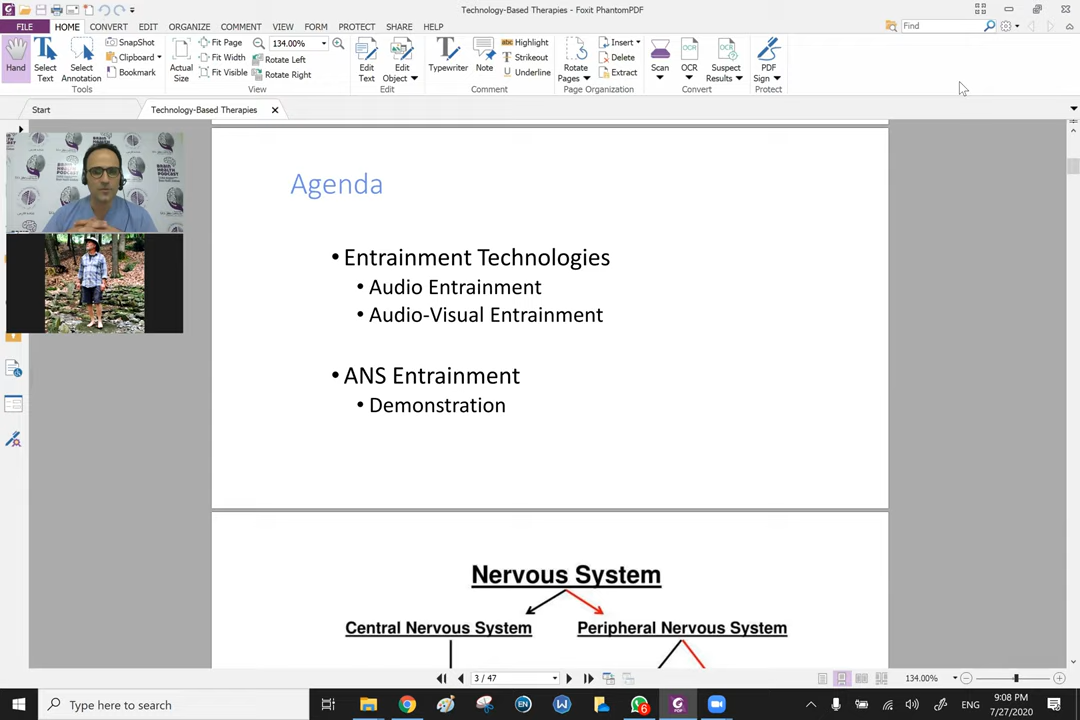 Technology-Based Therapies - Foxit PhantomPDF
FILE HOME CONVERT EDIT ORGANIZE COMMENT VIEW FORM PROTECT SHARE HELP
Find
Hand
Select Text
Select Annotation
SnapShot
Clipboard
Bookmark
Tools
Actual Size
Fit Page
Fit Width
Fit Visible
134.00%
Rotate Left
Rotate Right
View
Edit Text
Edit Object
Edit
Typewriter
Note
Highlight
Strikeout
Underline
Comment
Rotate Pages
Insert
Delete
Extract
Page Organization
Scan
OCR
OCR
OCR
Suspect Results
Convert
PDF Sign
Protect
Start
Technology-Based Therapies
Agenda
• Entrainment Technologies
• Audio Entrainment
• Audio-Visual Entrainment
• ANS Entrainment
• Demonstration
Nervous System
Central Nervous System
Peripheral Nervous System
3 / 47
134.00%
Type here to search
EN
6
PDF
ENG
9:08 PM
7/27/2020